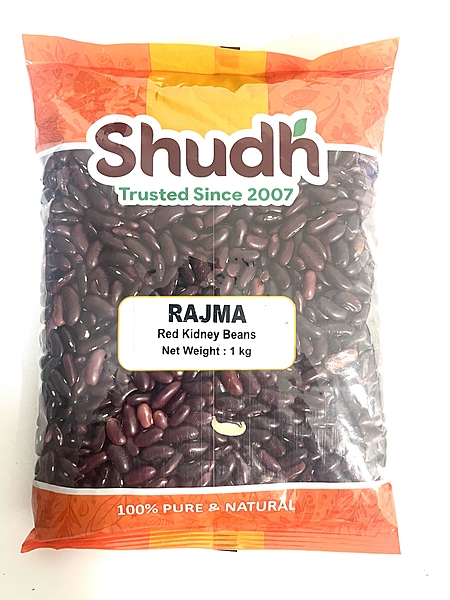 Shudh
Trusted Since 2007
RAJMA
Red Kidney Beans
Net Weight : 1 kg
100% PURE & NATURAL